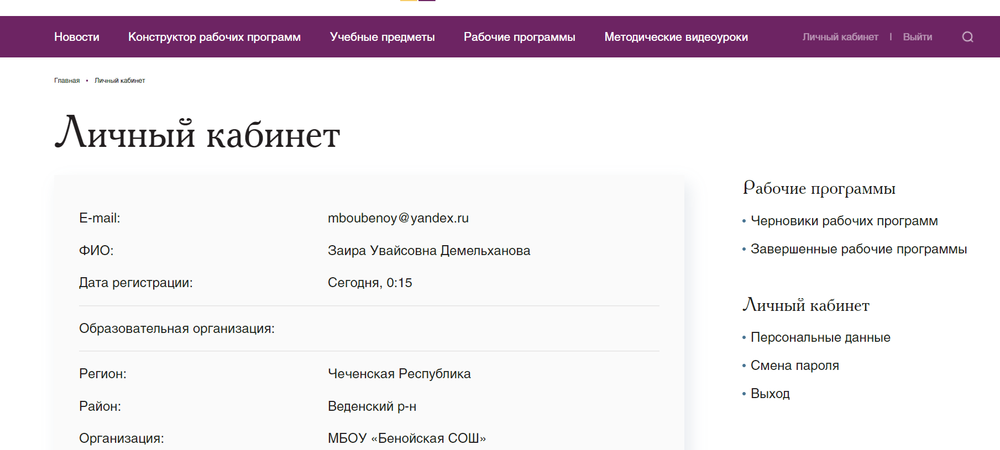 Новости Конструктор рабочих программ Учебные предметы Рабочие программы Методические видеоуроки Личный кабинет | Выйти
Главная • Личный кабинет
Личный кабинет
E-mail: mboubenoy@yandex.ru
ФИО: Заира Увайсовна Демельханова
Дата регистрации: Сегодня, 0:15
Образовательная организация:
Регион: Чеченская Республика
Район: Веденский р-н
Организация: МБОУ «Бенойская СОШ»
Рабочие программы
• Черновики рабочих программ
• Завершенные рабочие программы
Личный кабинет
• Персональные данные
• Смена пароля
• Выход